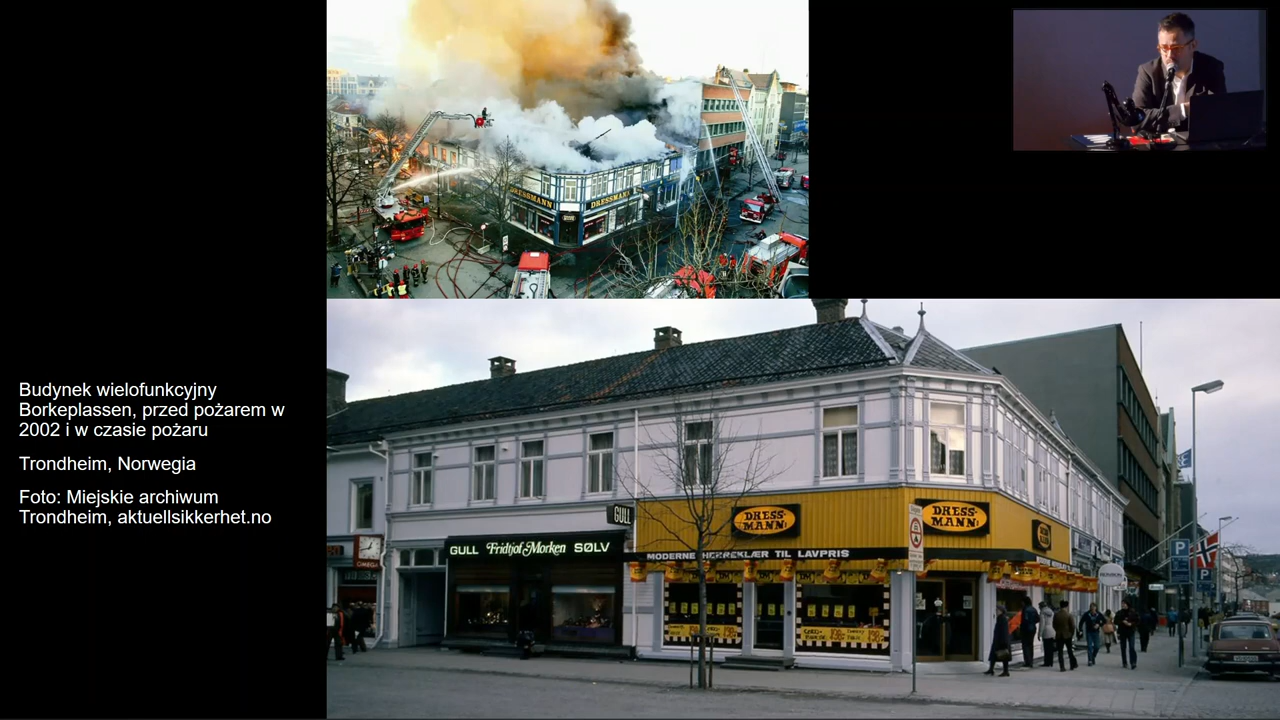 DRESSMANN
DRESSMANN
Budynek wielofunkcyjny
Borkeplassen, przed pożarem w
2002 i w czasie pożaru
Trondheim, Norwegia
Foto: Miejskie archiwum
Trondheim, aktuellsikkerhet.no
GULL
DRESS-
MANN
DRESS-
MANN
GULL Fridtjof Morken SØLV
MODERNE HERREKLÆR TIL LAVPRIS
OMEGA
P
P